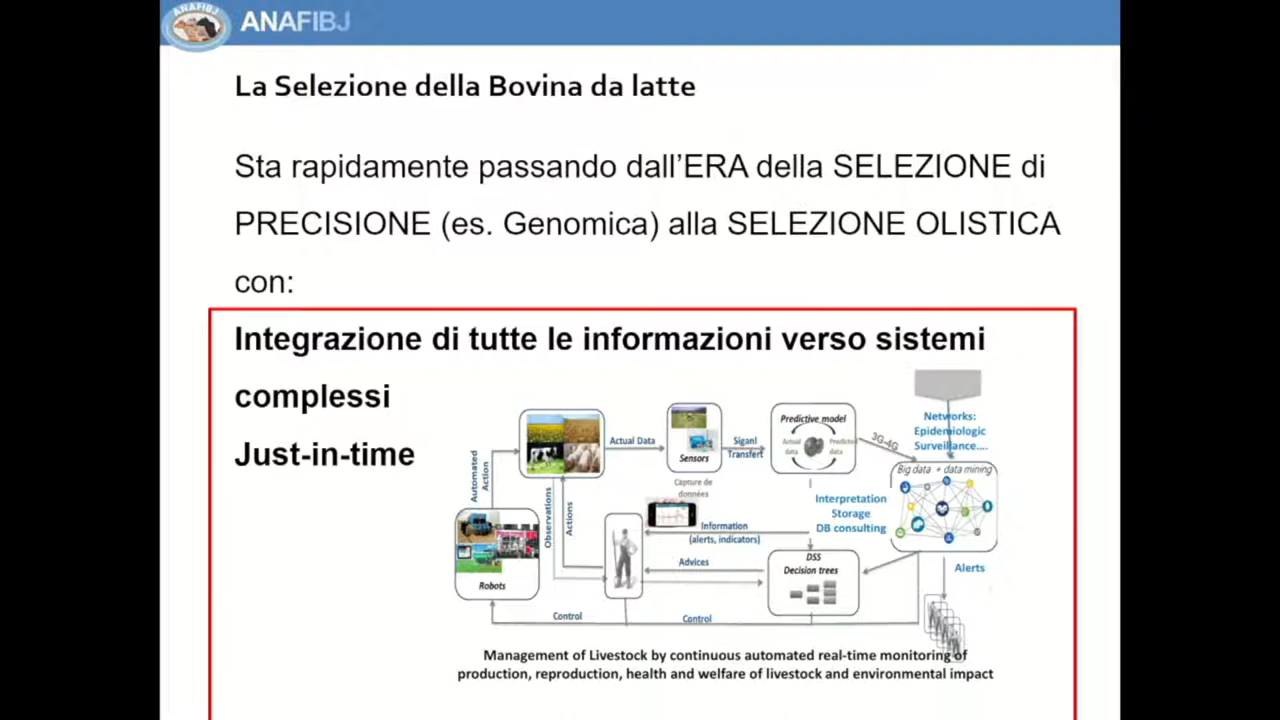 ANAFIBJ
ANAFIBJ
La Selezione della Bovina da latte
Sta rapidamente passando dall'ERA della SELEZIONE di
PRECISIONE (es. Genomica) alla SELEZIONE OLISTICA
con:
Integrazione di tutte le informazioni verso sistemi
complessi
Just-in-time
Automated
Action
Observations
Actions
Robots
Actual Data
Sensors
Capture de
données
Siganl
Transfert
Predictive model
Actual
data
Predicted
data
3G-4G
Networks:
Epidemiologic
Surveillance....
Big data + data mining
Interpretation
Storage
DB consulting
Information
(alerts, indicators)
Advices
DSS
Decision trees
Alerts
Control
Control
Management of Livestock by continuous automated real-time monitoring of
production, reproduction, health and welfare of livestock and environmental impact